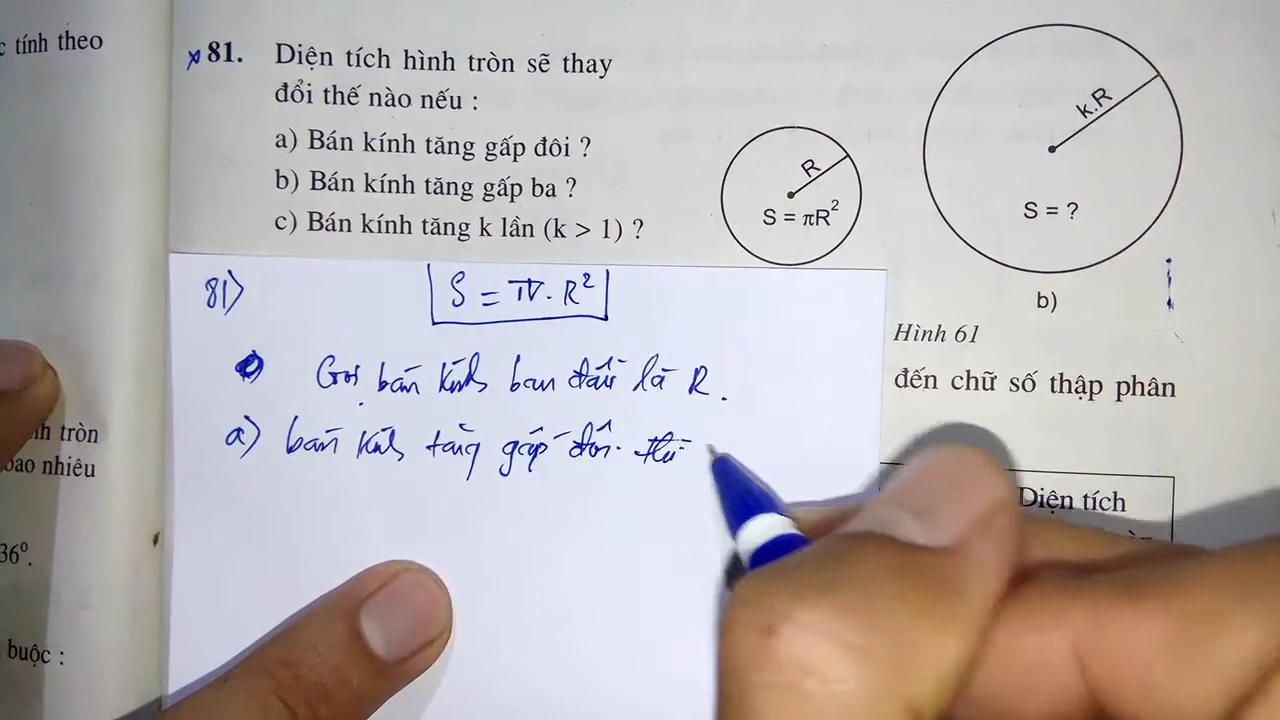 c tính theo
81. Diện tích hình tròn sẽ thay
đổi thế nào nếu :
a) Bán kính tăng gấp đôi ?
b) Bán kính tăng gấp ba ?
c) Bán kính tăng k lần (k > 1) ?
R
S = πR²
k.R
S = ?
b)
Hình 61
đến chữ số thập phân
Diện tích
81)
S = π. R²
Gọi bán kính ban đầu là R.
a) bán kính tăng gấp đôi thì
nh tròn
bao nhiêu
36⁰.
buộc :